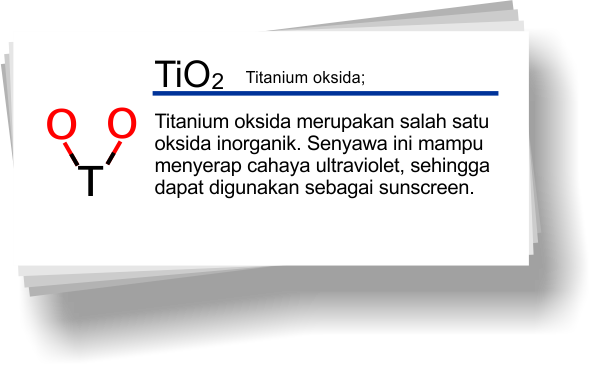 TiO2 Titanium oksida;
O O
T
Titanium oksida merupakan salah satu
oksida inorganik. Senyawa ini mampu
menyerap cahaya ultraviolet, sehingga
dapat digunakan sebagai sunscreen.